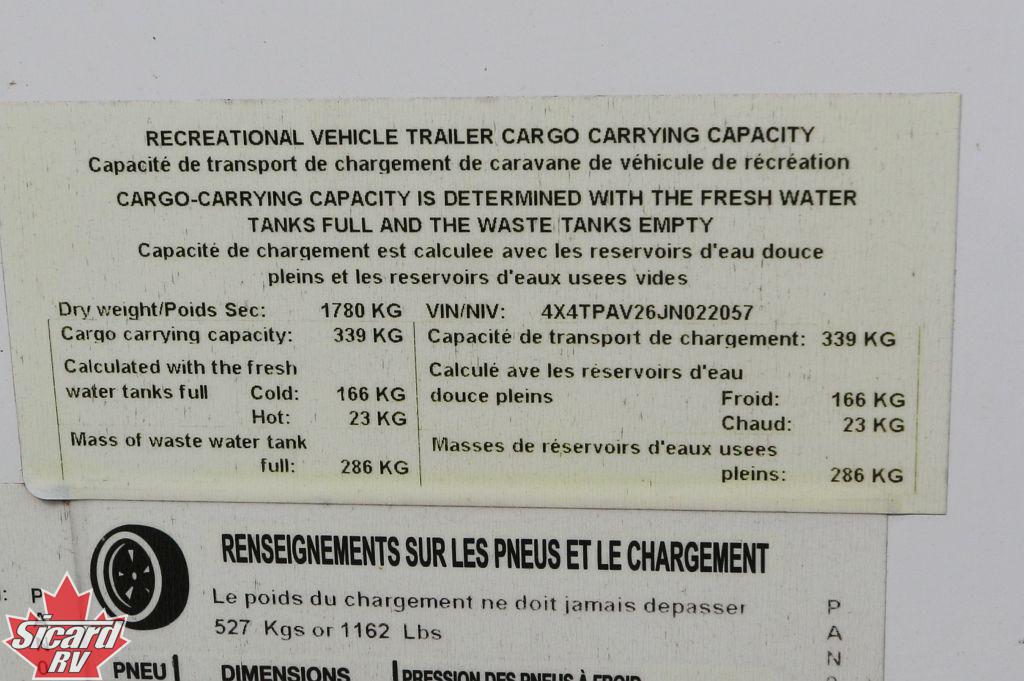 RECREATIONAL VEHICLE TRAILER CARGO CARRYING CAPACITY
Capacité de transport de chargement de caravane de véhicule de récréation
CARGO-CARRYING CAPACITY IS DETERMINED WITH THE FRESH WATER
TANKS FULL AND THE WASTE TANKS EMPTY
Capacité de chargement est calculee avec les reservoirs d'eau douce
pleins et les reservoirs d'eaux usees vides
Dry weight/Poids Sec: 1780 KG VIN/NIV: 4X4TPAV26JN022057
Cargo carrying capacity: 339 KG Capacité de transport de chargement: 339 KG
Calculated with the fresh Calculé ave les réservoirs d'eau
water tanks full Cold: 166 KG douce pleins Froid: 166 KG
Hot: 23 KG Chaud: 23 KG
Mass of waste water tank Masses de réservoirs d'eaux usees
full: 286 KG pleins: 286 KG
RENSEIGNEMENTS SUR LES PNEUS ET LE CHARGEMENT
Le poids du chargement ne doit jamais depasser
527 Kgs or 1162 Lbs
P
A
N
Sicard
RV
PNEU DIMENSIONS PRESSION DES PNEUS À FROID